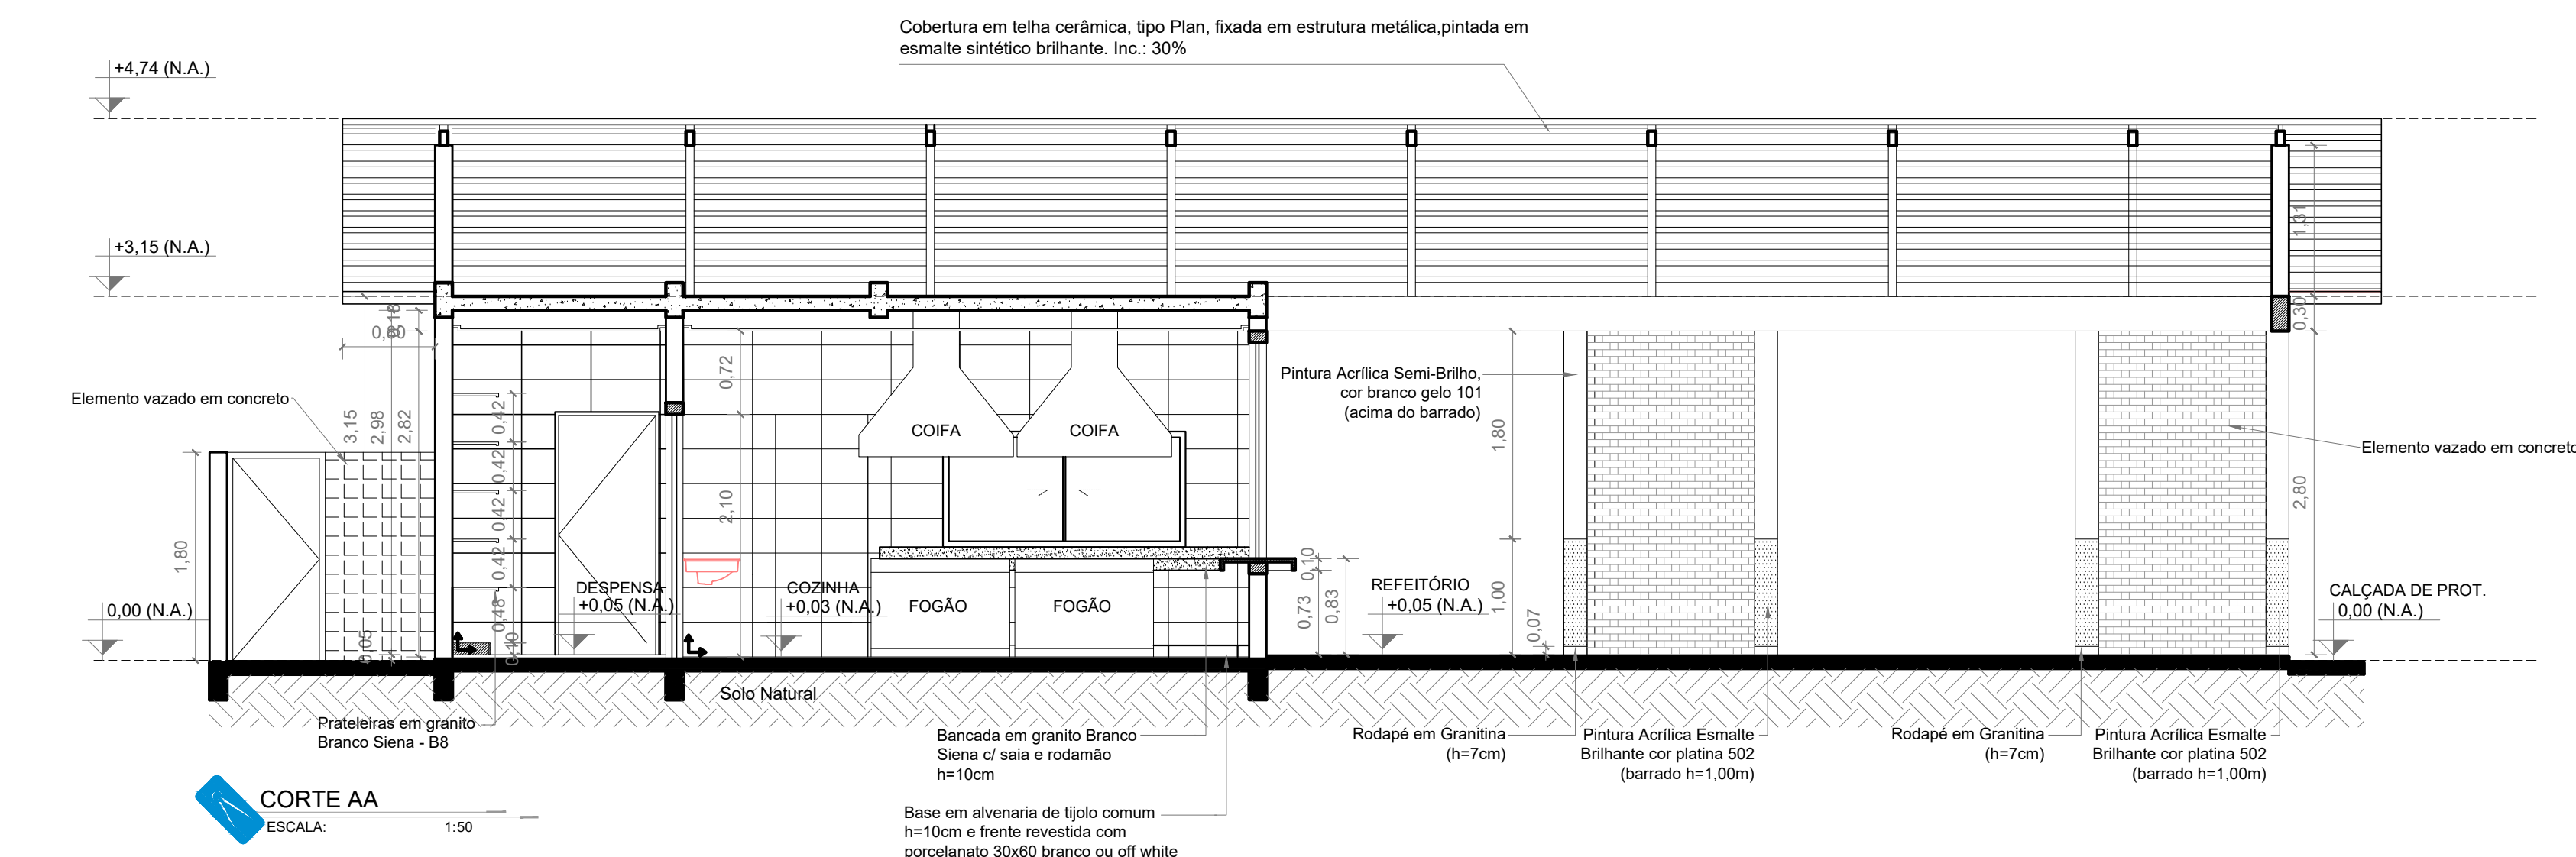 Cobertura em telha cerâmica, tipo Plan, fixada em estrutura metálica,pintada em
esmalte sintético brilhante. Inc.: 30%
+4,74 (N.A.)
+3,15 (N.A.)
1,31
0,30
0,80
Elemento vazado em concreto
3,15
2,98
2,82
0,42
0,42
0,42
0,42
0,48
0,10
0,05
0,72
2,10
COIFA
COIFA
Pintura Acrílica Semi-Brilho,
cor branco gelo 101
(acima do barrado)
1,80
1,00
0,07
Elemento vazado em concreto
2,80
1,80
0,00 (N.A.)
DESPENSA
+0,05 (N.A.)
COZINHA
+0,03 (N.A.)
FOGÃO
FOGÃO
0,10
0,73
0,83
REFEITÓRIO
+0,05 (N.A.)
CALÇADA DE PROT.
0,00 (N.A.)
Solo Natural
Prateleiras em granito
Branco Siena - B8
Bancada em granito Branco
Siena c/ saia e rodamão
h=10cm
Rodapé em Granitina
(h=7cm)
Pintura Acrílica Esmalte
Brilhante cor platina 502
(barrado h=1,00m)
Rodapé em Granitina
(h=7cm)
Pintura Acrílica Esmalte
Brilhante cor platina 502
(barrado h=1,00m)
CORTE AA
ESCALA: 1:50
Base em alvenaria de tijolo comum
h=10cm e frente revestida com
porcelanato 30x60 branco ou off white